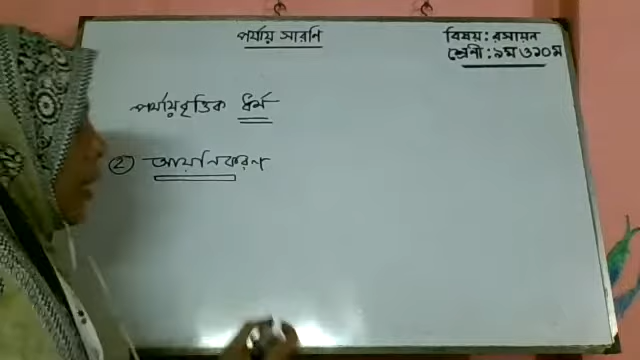 পর্যায় সারণি
বিষয়: রসায়ন
শ্রেণী: ৯ম ও ১০ম
পর্যায়বৃত্তিক ধর্ম
② আয়নিকরণ